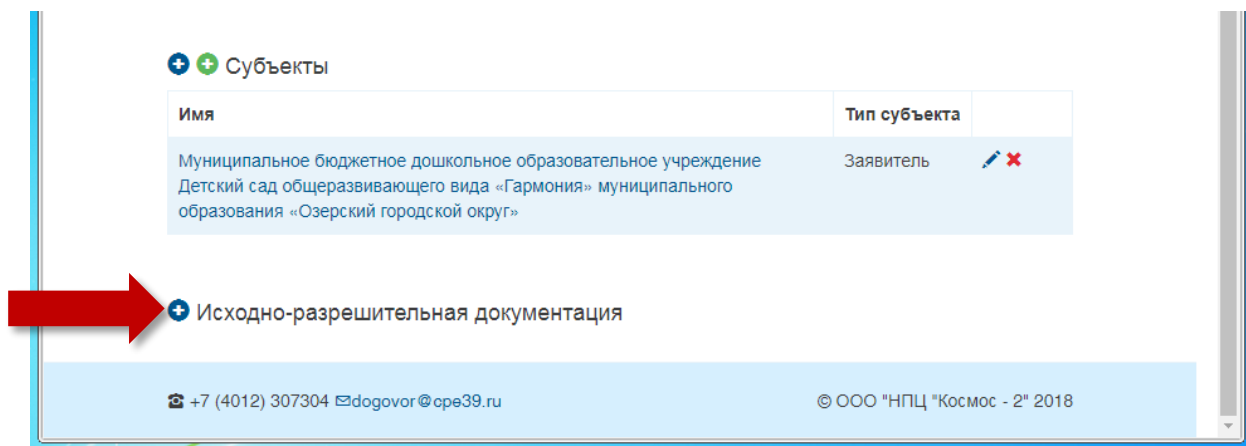 Субъекты
Имя Тип субъекта
Муниципальное бюджетное дошкольное образовательное учреждение Заявитель
Детский сад общеразвивающего вида «Гармония» муниципального
образования «Озерский городской округ»
Исходно-разрешительная документация
+7 (4012) 307304 dogovor@cpe39.ru © ООО "НПЦ "Космос - 2" 2018